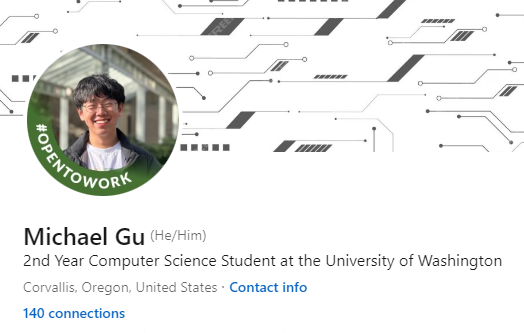 #OPENTOWORK
Michael Gu (He/Him)
2nd Year Computer Science Student at the University of Washington
Corvallis, Oregon, United States · Contact info
140 connections